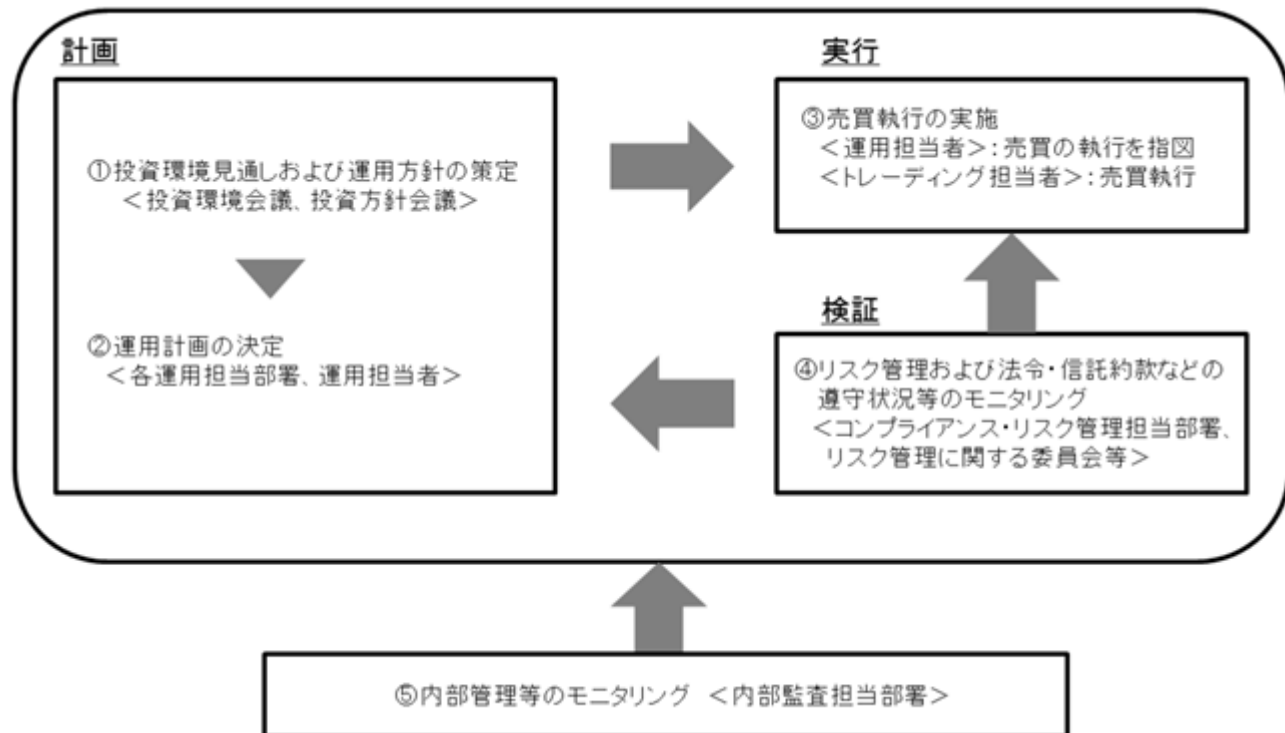 計画
①投資環境見通しおよび運用方針の策定
＜投資環境会議、投資方針会議＞
②運用計画の決定
＜各運用担当部署、運用担当者＞
実行
③売買執行の実施
＜運用担当者＞：売買の執行を指図
＜トレーディング担当者＞：売買執行
検証
④リスク管理および法令・信託約款などの
遵守状況等のモニタリング
＜コンプライアンス・リスク管理担当部署、
リスク管理に関する委員会等＞
⑤内部管理等のモニタリング ＜内部監査担当部署＞